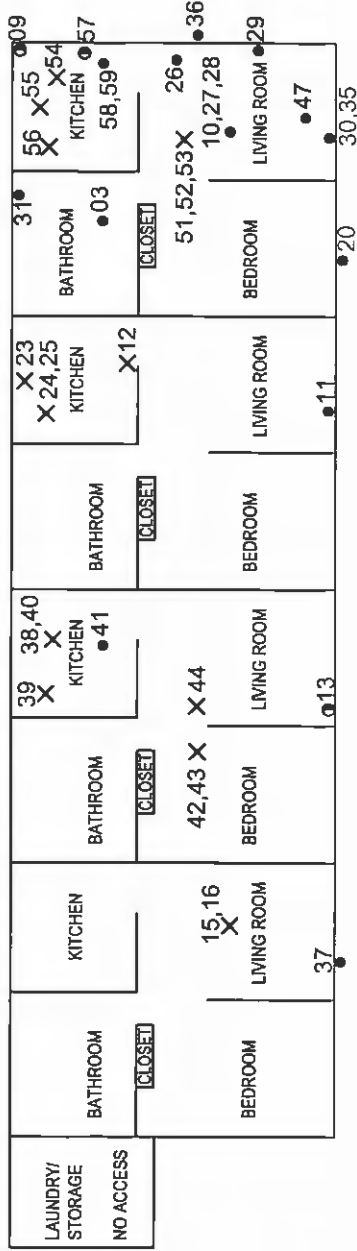 LAUNDRY/
STORAGE
NO ACCESS
BATHROOM
CLOSET
BEDROOM
KITCHEN
15,16
LIVING ROOM
37
BATHROOM
CLOSET
BEDROOM
42,43
39
38,40
KITCHEN
41
44
LIVING ROOM
13
BATHROOM
CLOSET
BEDROOM
23
24,25
KITCHEN
12
LIVING ROOM
11
31
BATHROOM
03
CLOSET
BEDROOM
20
09
56
55
54
KITCHEN
57
58,59
26
36
51,52,53
10,27,28
29
LIVING ROOM
47
30,35